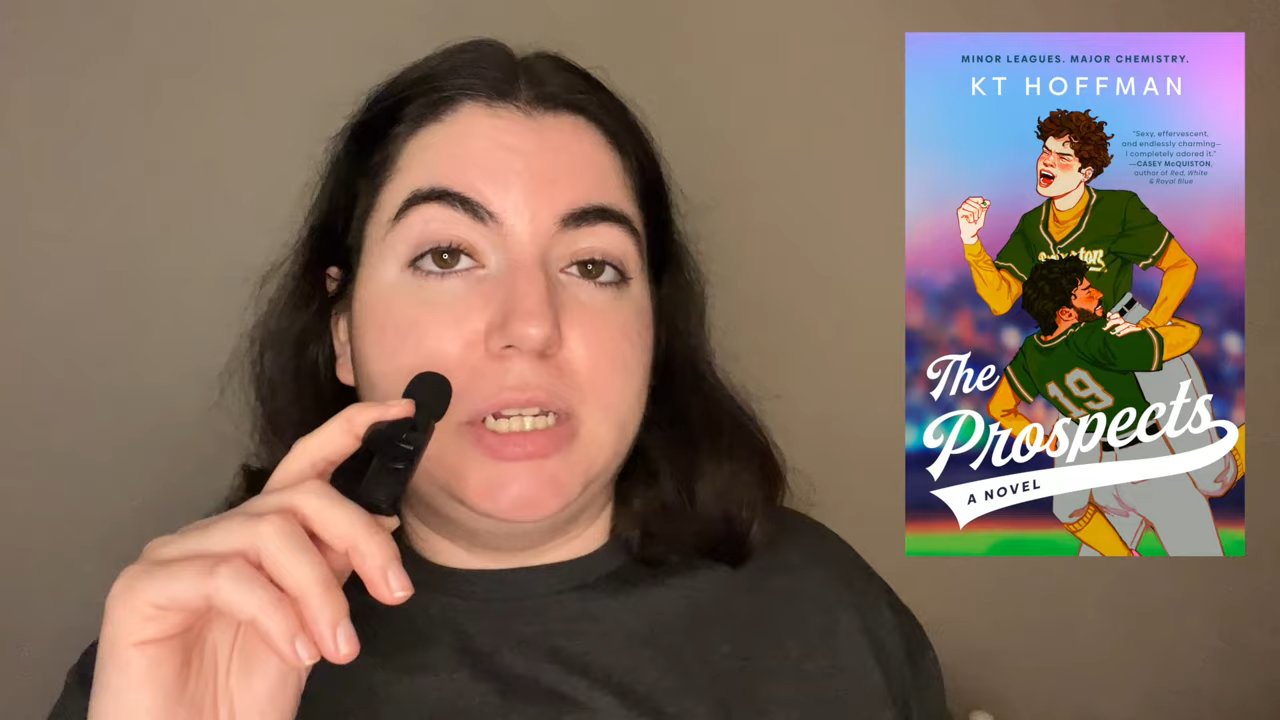 MINOR LEAGUES. MAJOR CHEMISTRY.
KT HOFFMAN
"Sexy, effervescent,
and endlessly charming—
I completely adored it."
—CASEY McQUISTON,
author of Red, White
& Royal Blue
19
The
Prospects
A NOVEL